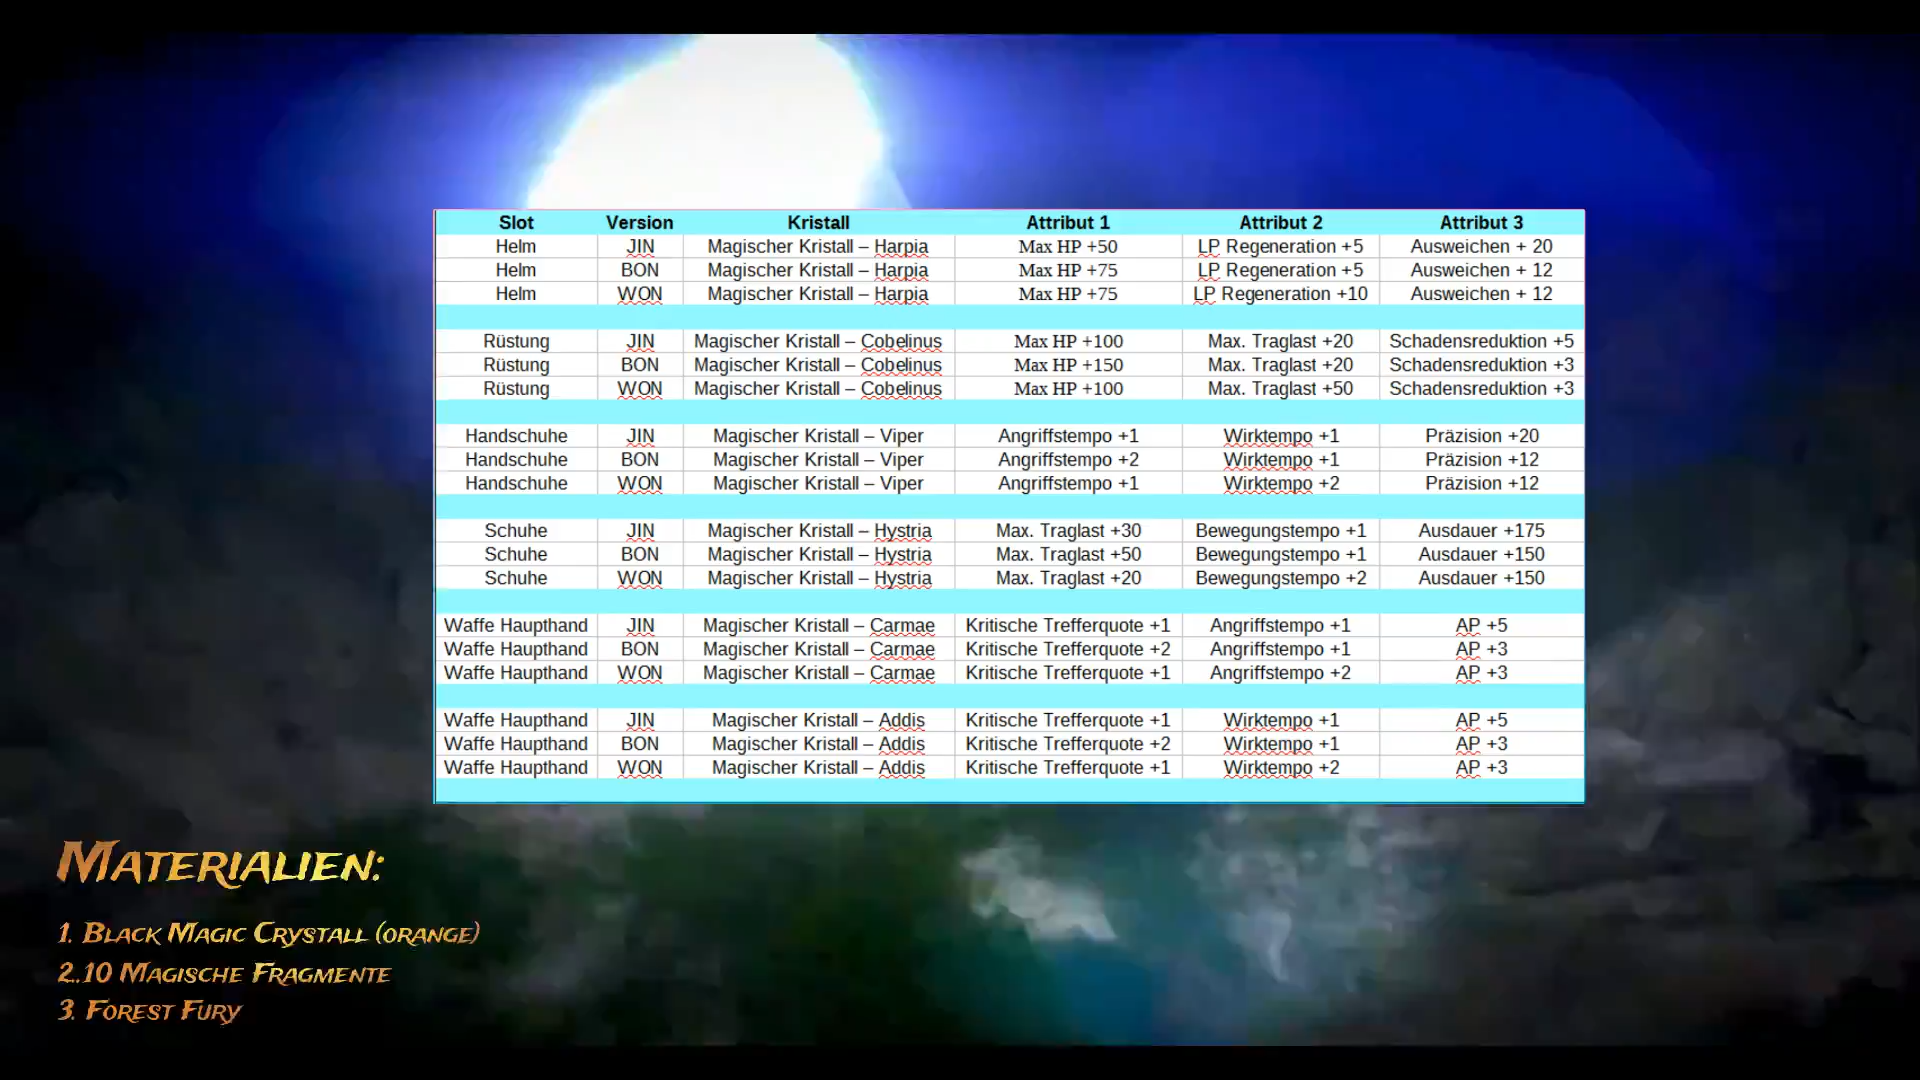 Slot Version Kristall Attribut 1 Attribut 2 Attribut 3
Helm JIN Magischer Kristall – Harpia Max HP +50 LP Regeneration +5 Ausweichen + 20
Helm BON Magischer Kristall – Harpia Max HP +75 LP Regeneration +5 Ausweichen + 12
Helm WON Magischer Kristall – Harpia Max HP +75 LP Regeneration +10 Ausweichen + 12
Rüstung JIN Magischer Kristall – Cobelinus Max HP +100 Max. Traglast +20 Schadensreduktion +5
Rüstung BON Magischer Kristall – Cobelinus Max HP +150 Max. Traglast +20 Schadensreduktion +3
Rüstung WON Magischer Kristall – Cobelinus Max HP +100 Max. Traglast +50 Schadensreduktion +3
Handschuhe JIN Magischer Kristall – Viper Angriffstempo +1 Wirktempo +1 Präzision +20
Handschuhe BON Magischer Kristall – Viper Angriffstempo +2 Wirktempo +1 Präzision +12
Handschuhe WON Magischer Kristall – Viper Angriffstempo +1 Wirktempo +2 Präzision +12
Schuhe JIN Magischer Kristall – Hystria Max. Traglast +30 Bewegungstempo +1 Ausdauer +175
Schuhe BON Magischer Kristall – Hystria Max. Traglast +50 Bewegungstempo +1 Ausdauer +150
Schuhe WON Magischer Kristall – Hystria Max. Traglast +20 Bewegungstempo +2 Ausdauer +150
Waffe Haupthand JIN Magischer Kristall – Carmae Kritische Trefferquote +1 Angriffstempo +1 AP +5
Waffe Haupthand BON Magischer Kristall – Carmae Kritische Trefferquote +2 Angriffstempo +1 AP +3
Waffe Haupthand WON Magischer Kristall – Carmae Kritische Trefferquote +1 Angriffstempo +2 AP +3
Waffe Haupthand JIN Magischer Kristall – Addis Kritische Trefferquote +1 Wirktempo +1 AP +5
Waffe Haupthand BON Magischer Kristall – Addis Kritische Trefferquote +2 Wirktempo +1 AP +3
Waffe Haupthand WON Magischer Kristall – Addis Kritische Trefferquote +1 Wirktempo +2 AP +3
Materialien:
1. Black Magic Crystall (orange)
2..10 Magische Fragmente
3. Forest Fury